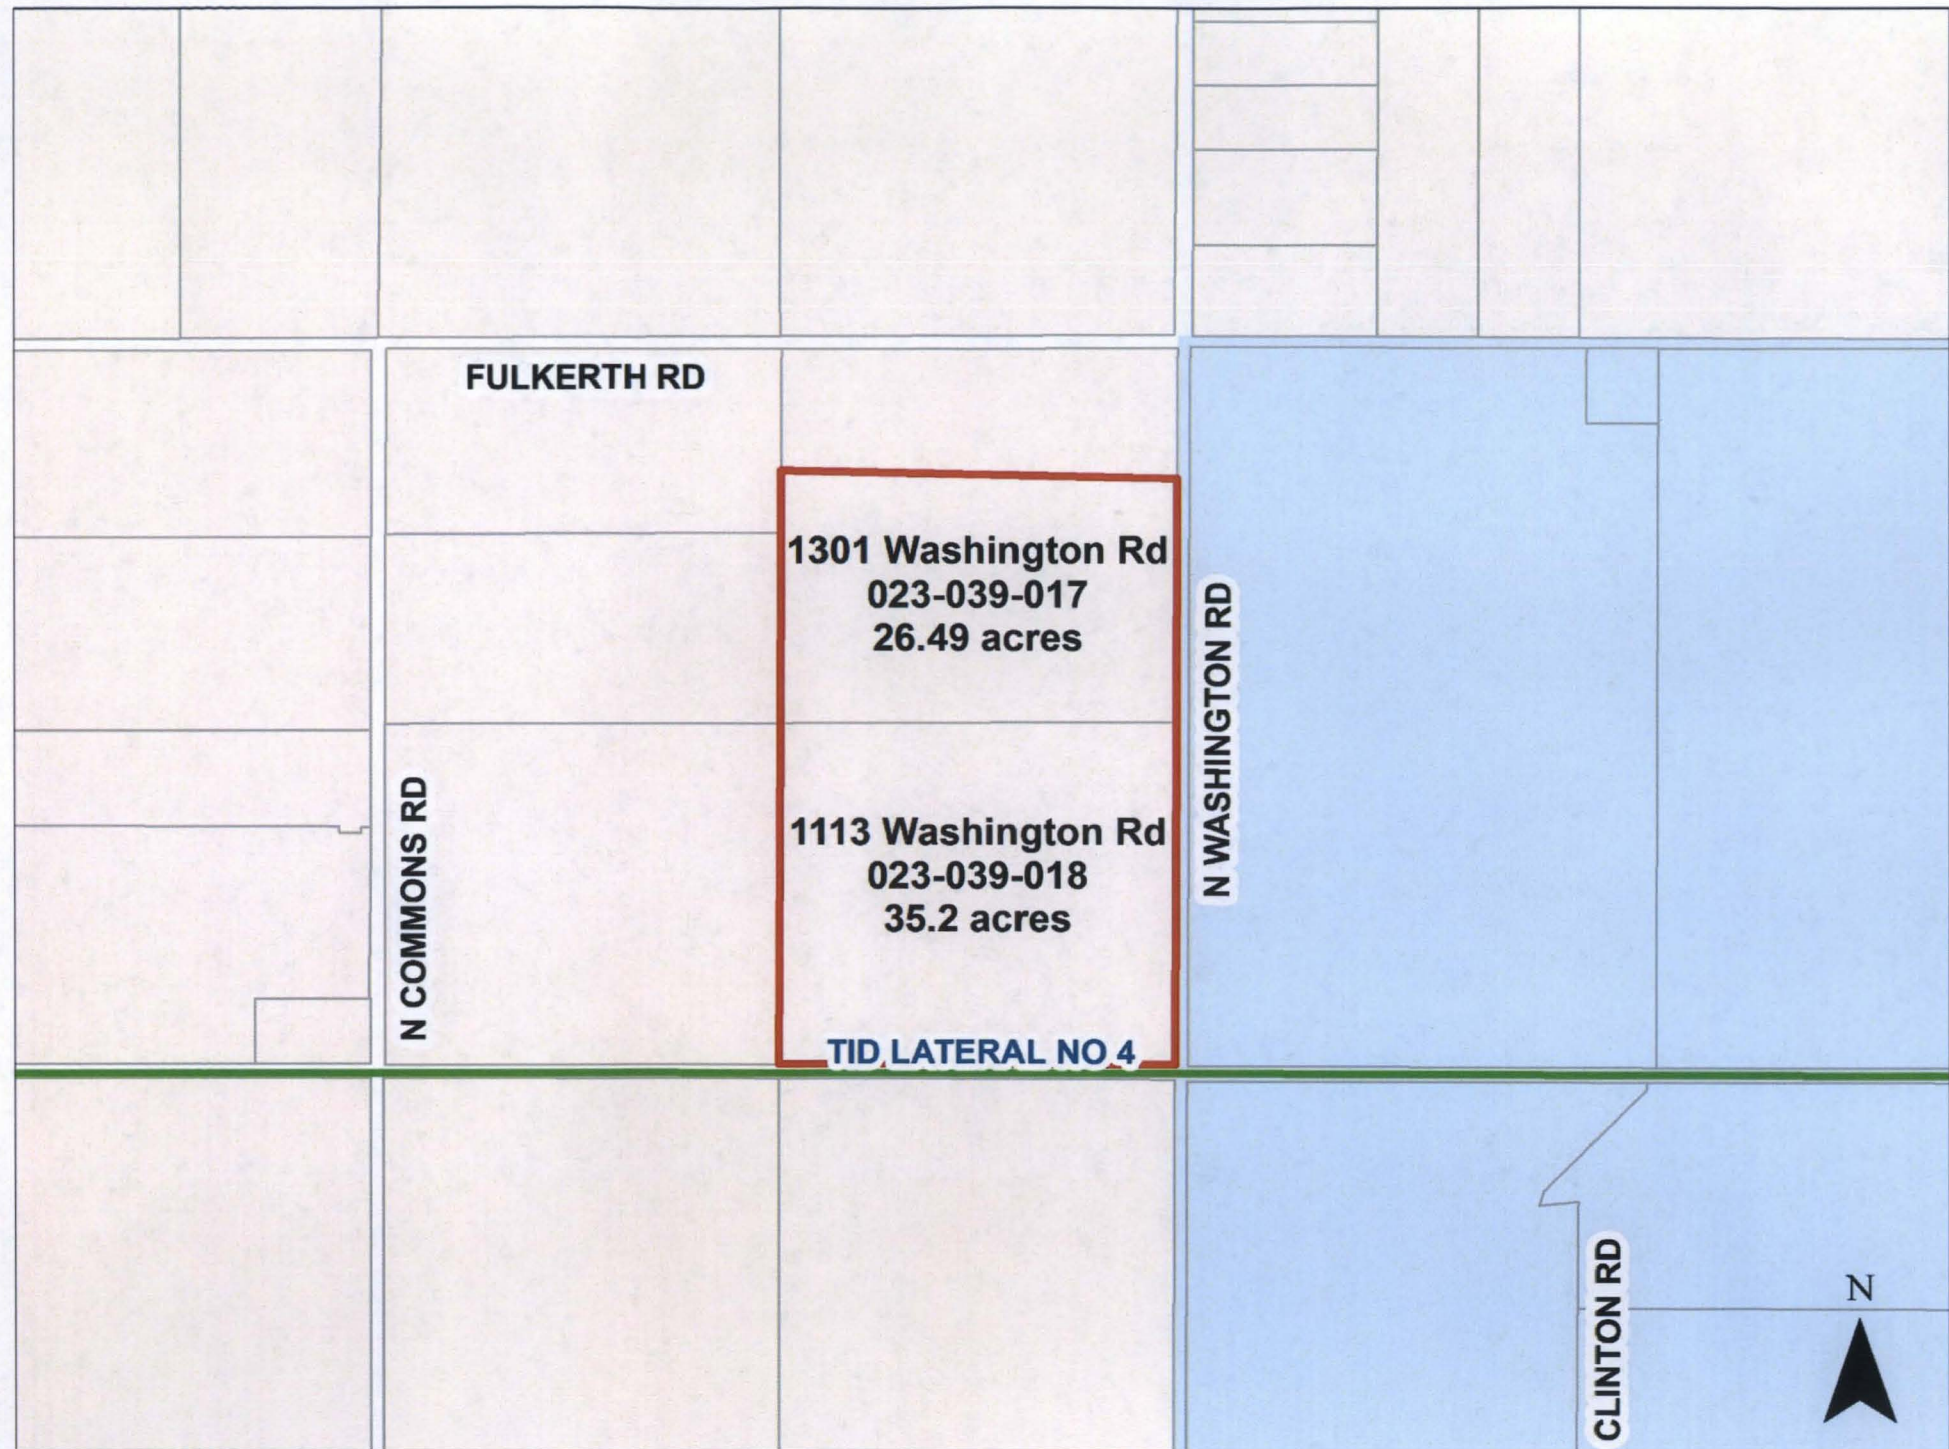 FULKERTH RD
1301 Washington Rd
023-039-017
26.49 acres
N WASHINGTON RD
N COMMONS RD
1113 Washington Rd
023-039-018
35.2 acres
TID LATERAL NO 4
CLINTON RD
N